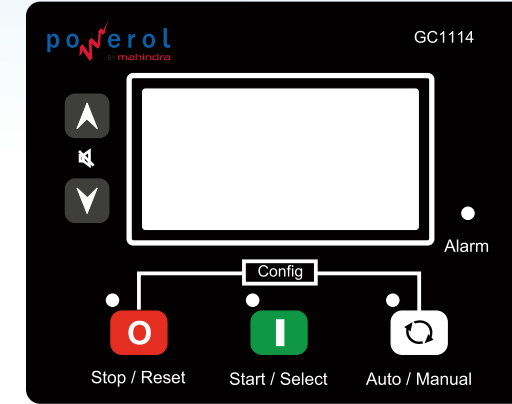 powerol
BY mahindra
GC1114
Alarm
Config
O
I
Stop / Reset
Start / Select
Auto / Manual